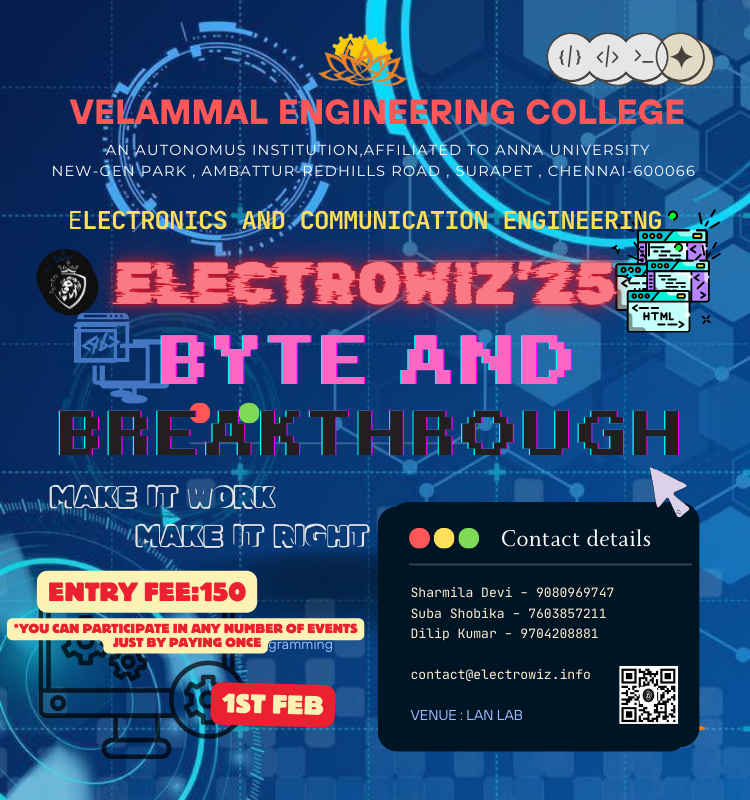 VELAMMAL ENGINEERING COLLEGE
AN AUTONOMUS INSTITUTION,AFFILIATED TO ANNA UNIVERSITY
NEW-GEN PARK , AMBATTUR-REDHILLS ROAD , SURAPET , CHENNAI-600066
ELECTRONICS AND COMMUNICATION ENGINEERING
ELECTROWIZ'25
HTML
BYTE AND
BREAKTHROUGH
MAKE IT WORK
MAKE IT RIGHT
ENTRY FEE:150
*YOU CAN PARTICIPATE IN ANY NUMBER OF EVENTS
JUST BY PAYING ONCE
gramming
1ST FEB
Contact details
Sharmila Devi - 9080969747
Suba Shobika - 7603857211
Dilip Kumar - 9704208881
contact@electrowiz.info
VENUE : LAN LAB